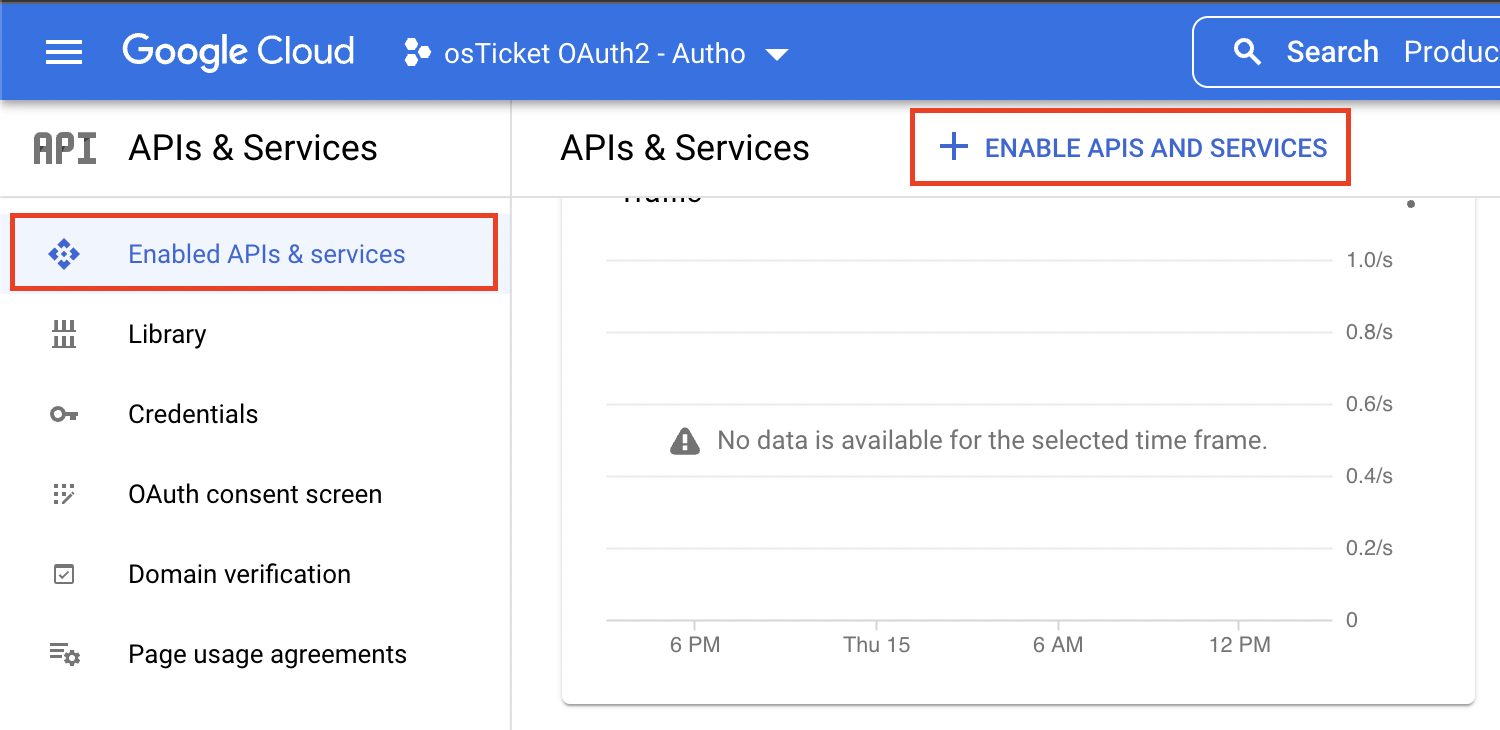 Google Cloud
osTicket OAuth2 - Autho
Search Produc
API
APIs & Services
APIs & Services
+ ENABLE APIS AND SERVICES
Enabled APIs & services
Library
Credentials
OAuth consent screen
Domain verification
Page usage agreements
Traffic
1.0/s
0.8/s
0.6/s
No data is available for the selected time frame.
0.4/s
0.2/s
0
6 PM
Thu 15
6 AM
12 PM